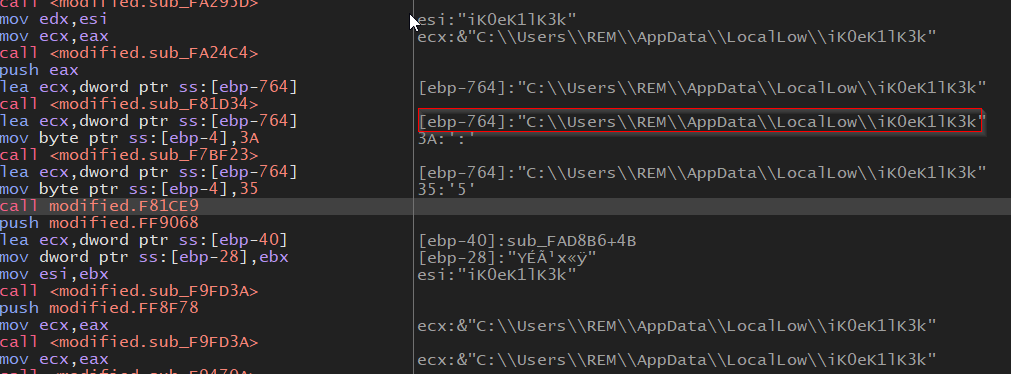 call <modified.sub_FA295D>
mov edx,esi esi:"iK0eK1lK3k"
mov ecx,eax ecx:&"C:\\Users\\REM\\AppData\\LocalLow\\iK0eK1lK3k"
call <modified.sub_FA24C4>
push eax
lea ecx,dword ptr ss:[ebp-764] [ebp-764]:"C:\\Users\\REM\\AppData\\LocalLow\\iK0eK1lK3k"
call <modified.sub_F81D34>
lea ecx,dword ptr ss:[ebp-764] [ebp-764]:"C:\\Users\\REM\\AppData\\LocalLow\\iK0eK1lK3k"
mov byte ptr ss:[ebp-4],3A 3A:':'
call <modified.sub_F7BF23>
lea ecx,dword ptr ss:[ebp-764] [ebp-764]:"C:\\Users\\REM\\AppData\\LocalLow\\iK0eK1lK3k"
mov byte ptr ss:[ebp-4],35 35:'5'
call modified.F81CE9
push modified.FF9068
lea ecx,dword ptr ss:[ebp-40] [ebp-40]:sub_FAD8B6+4B
mov dword ptr ss:[ebp-28],ebx [ebp-28]:"YÉÃ'x«ÿ"
mov esi,ebx esi:"iK0eK1lK3k"
call <modified.sub_F9FD3A>
push modified.FF8F78
mov ecx,eax ecx:&"C:\\Users\\REM\\AppData\\LocalLow\\iK0eK1lK3k"
call <modified.sub_F9FD3A>
mov ecx,eax ecx:&"C:\\Users\\REM\\AppData\\LocalLow\\iK0eK1lK3k"